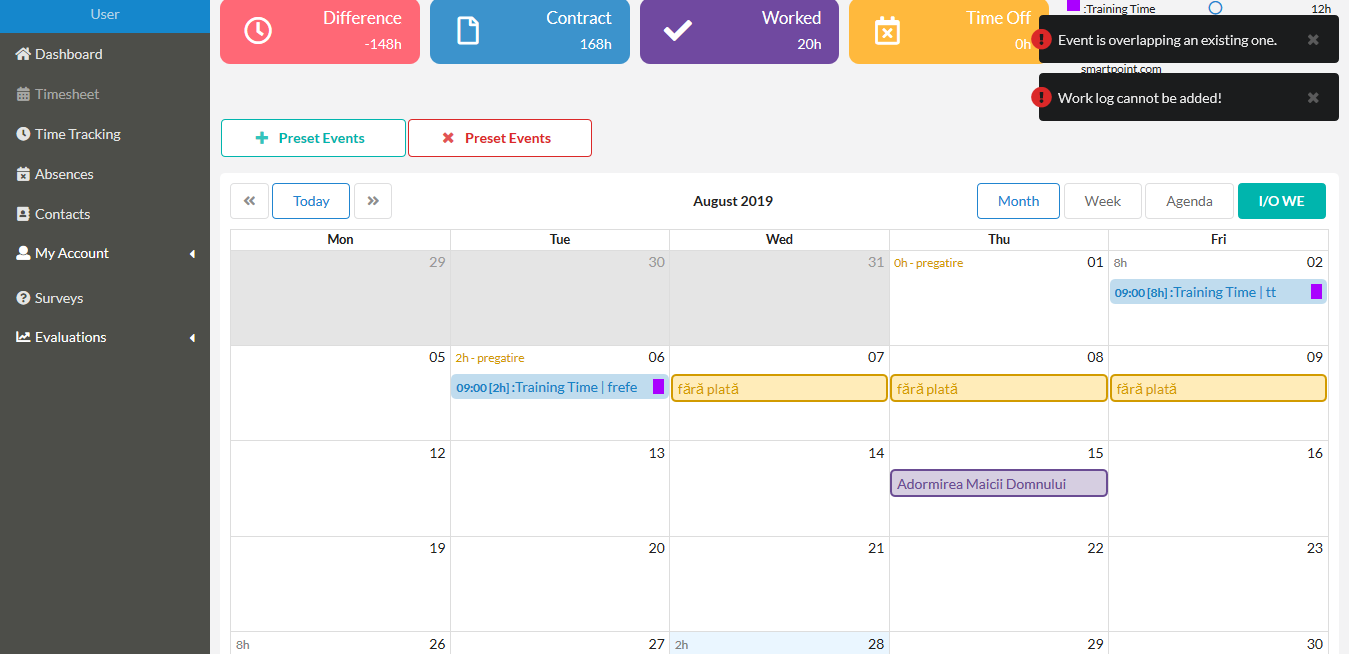 User
Dashboard
Timesheet
Time Tracking
Absences
Contacts
My Account
Surveys
Evaluations
Difference
-148h
Contract
168h
Worked
20h
Time Off
0h
:Training Time 12h
Event is overlapping an existing one.
smartpoint.com
Work log cannot be added!
Preset Events
Preset Events
Today
August 2019
Month Week Agenda I/O WE
Mon Tue Wed Thu Fri
29 30 31 0h - pregatire 01 8h 02
09:00 [8h] :Training Time | tt
05 2h - pregatire 06 07 08 09
09:00 [2h] :Training Time | frefe fără plată fără plată fără plată
12 13 14 15 16
Adormirea Maicii Domnului
19 20 21 22 23
8h 26 27 2h 28 29 30